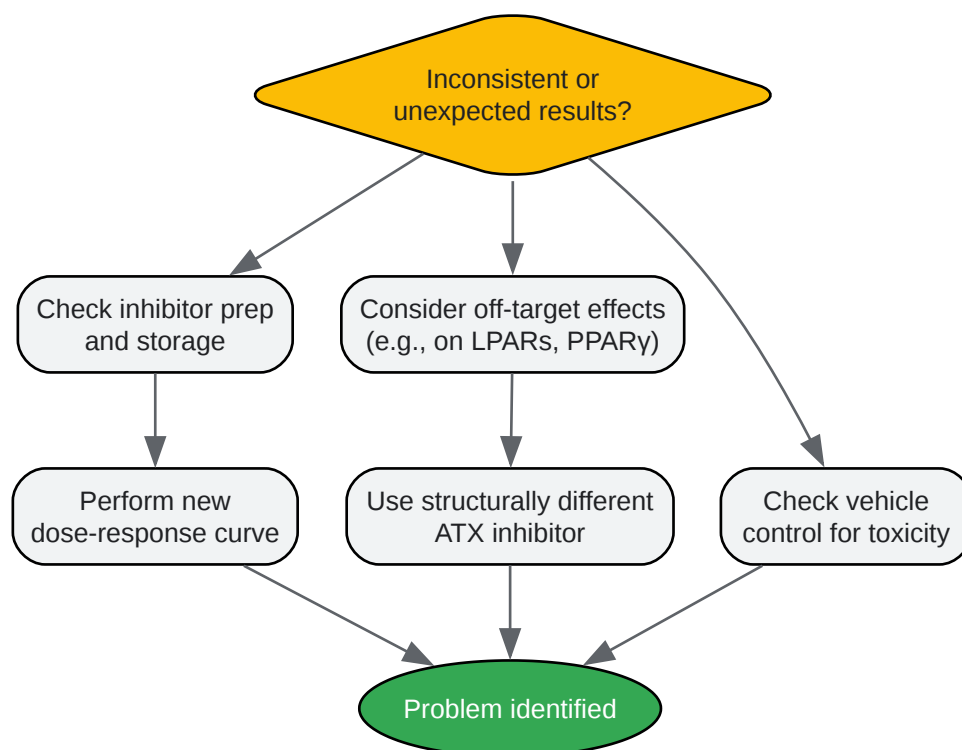 Inconsistent or
unexpected results?
Check inhibitor prep
and storage
Consider off-target effects
(e.g., on LPARs, PPARγ)
Perform new
dose-response curve
Use structurally different
ATX inhibitor
Check vehicle
control for toxicity
Problem identified